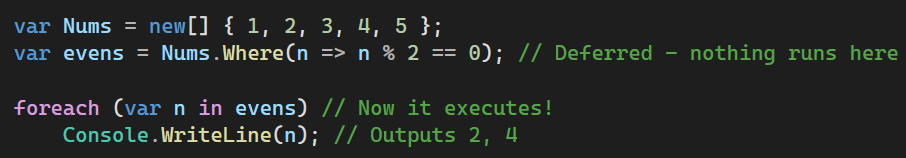 var Nums = new[] { 1, 2, 3, 4, 5 };
var evens = Nums.Where(n => n % 2 == 0); // Deferred – nothing runs here

foreach (var n in evens) // Now it executes!
    Console.WriteLine(n); // Outputs 2, 4